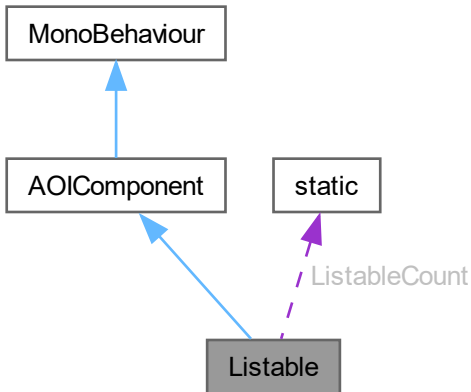 MonoBehaviour
AOIComponent
static
ListableCount
Listable